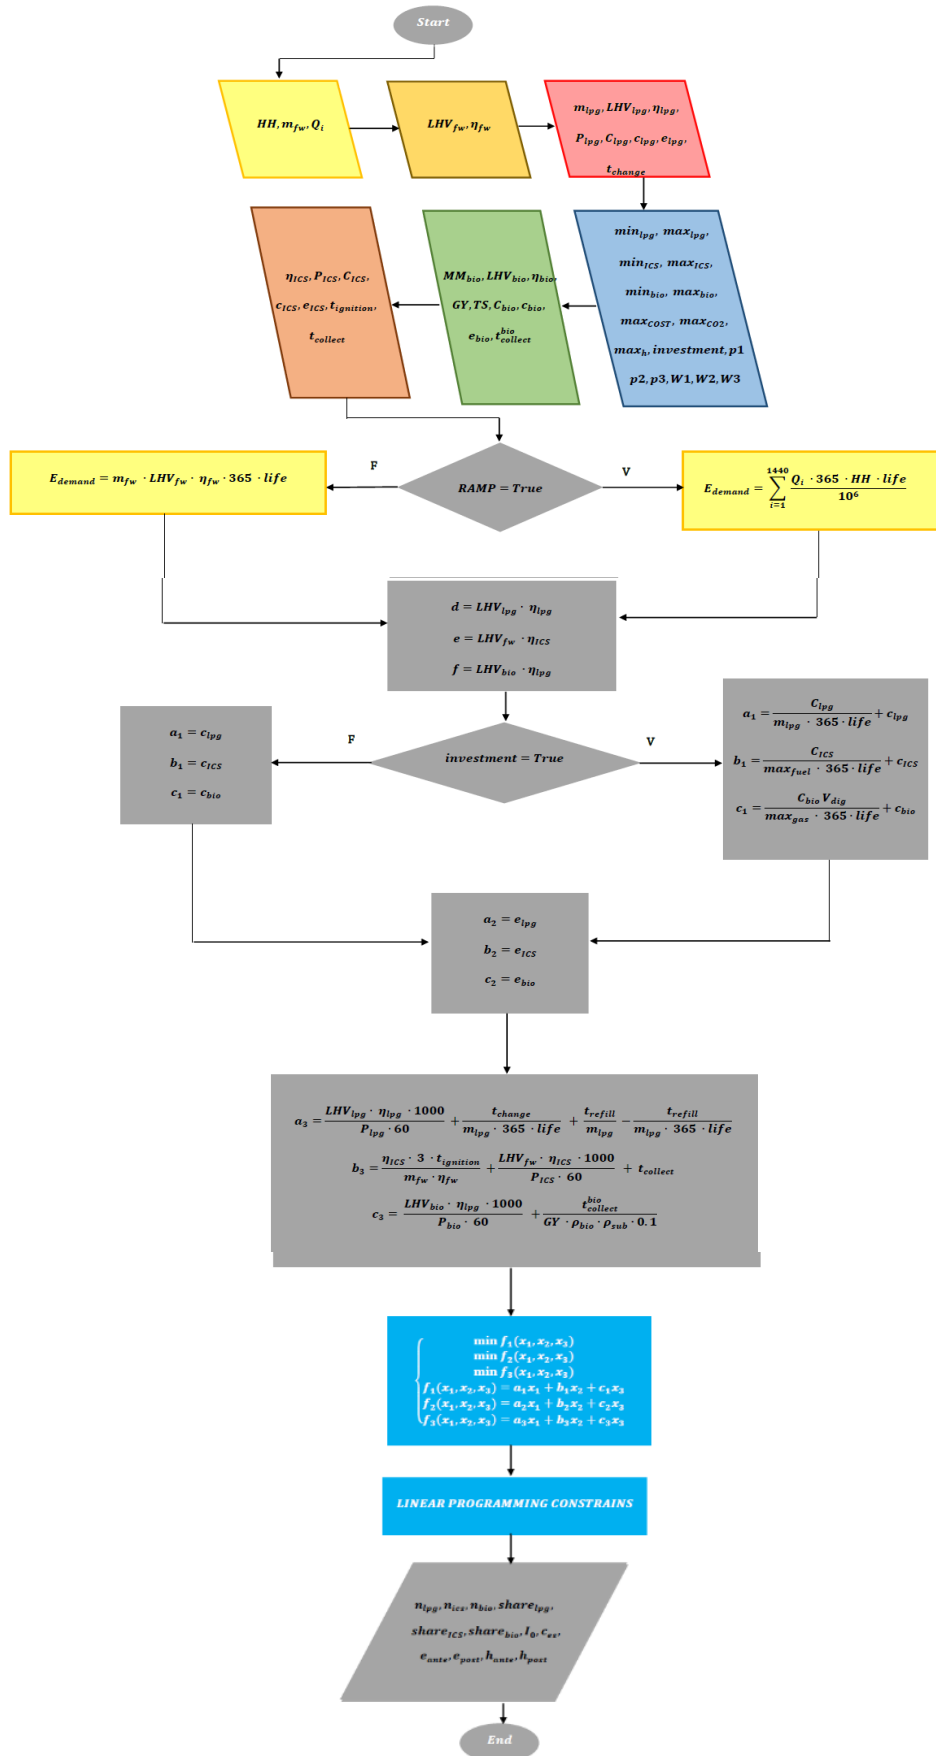 Start
HH, m_fw, Q_i
LHV_fw, η_fw
m_lpg, LHV_lpg, η_lpg,
P_lpg, C_lpg, c_lpg, e_lpg,
t_change
min_lpg, max_lpg,
min_ICS, max_ICS,
min_bio, max_bio,
max_COST, max_CO2,
max_h, investment, p1
p2, p3, W1, W2, W3
MM_bio, LHV_bio, η_bio,
GY, TS, C_bio, c_bio,
e_bio, t_collect^bio
η_ICS, P_ICS, C_ICS,
c_ICS, e_ICS, t_ignition,
t_collect
RAMP = True
F
V
E_demand = m_fw · LHV_fw · η_fw · 365 · life
E_demand = ∑_{i=1}^{1440} (Q_i · 365 · HH · life) / 10^6
d = LHV_lpg · η_lpg
e = LHV_fw · η_ICS
f = LHV_bio · η_lpg
investment = True
F
V
a_1 = c_lpg
b_1 = c_ICS
c_1 = c_bio
a_1 = C_lpg / (m_lpg · 365 · life) + c_lpg
b_1 = C_ICS / (max_fuel · 365 · life) + c_ICS
c_1 = C_bio V_dig / (max_gas · 365 · life) + c_bio
a_2 = e_lpg
b_2 = e_ICS
c_2 = e_bio
a_3 = (LHV_lpg · η_lpg · 1000) / (P_lpg · 60) + t_change / (m_lpg · 365 · life) + t_refill / m_lpg − t_refill / (m_lpg · 365 · life)
b_3 = (η_ICS · 3 · t_ignition) / (m_fw · η_fw) + (LHV_fw · η_ICS · 1000) / (P_ICS · 60) + t_collect
c_3 = (LHV_bio · η_lpg · 1000) / (P_bio · 60) + t_collect^bio / (GY · ρ_bio · ρ_sub · 0.1)
min f_1(x_1, x_2, x_3)
min f_2(x_1, x_2, x_3)
min f_3(x_1, x_2, x_3)
f_1(x_1, x_2, x_3) = a_1x_1 + b_1x_2 + c_1x_3
f_2(x_1, x_2, x_3) = a_2x_1 + b_2x_2 + c_2x_3
f_3(x_1, x_2, x_3) = a_3x_1 + b_3x_2 + c_3x_3
LINEAR PROGRAMMING CONSTRAINS
n_lpg, n_ics, n_bio, share_lpg,
share_ICS, share_bio, I_0, c_es,
e_ante, e_post, h_ante, h_post
End